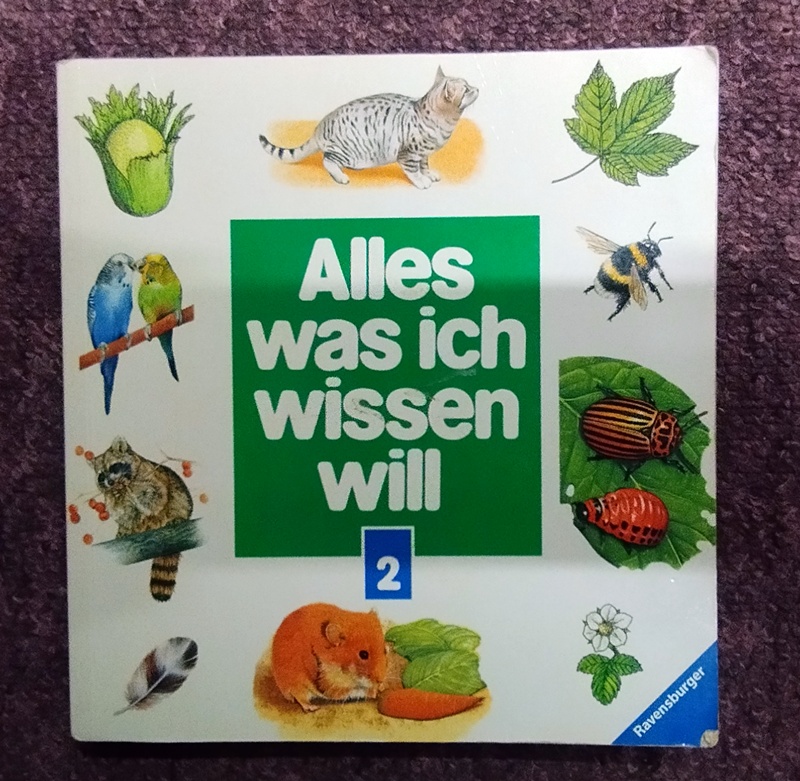 Alles
was ich
wissen
will
2
Ravensburger